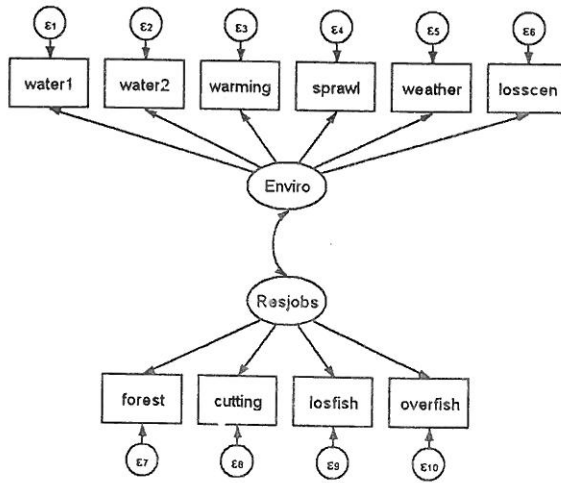 ε1 ε2 ε3 ε4 ε5 ε6
water1 water2 warming sprawl weather losscen
Enviro
Resjobs
forest cutting losfish overfish
ε7 ε8 ε9 ε10